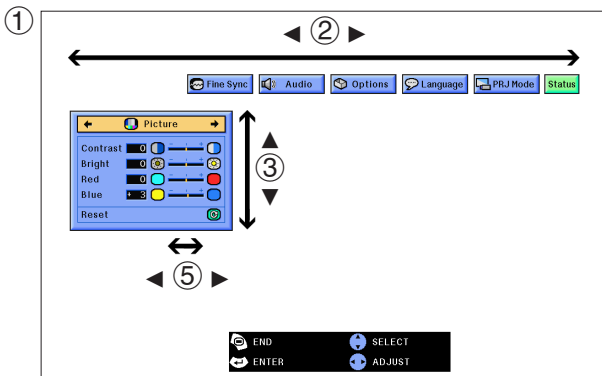 ①
◀ ② ▶
Fine Sync Audio Options Language PRJ Mode Status
Picture
Contrast 0
Bright 0
Red 0
Blue + 3
Reset
▲
③
▼
◀ ⑤ ▶
END SELECT
ENTER ADJUST